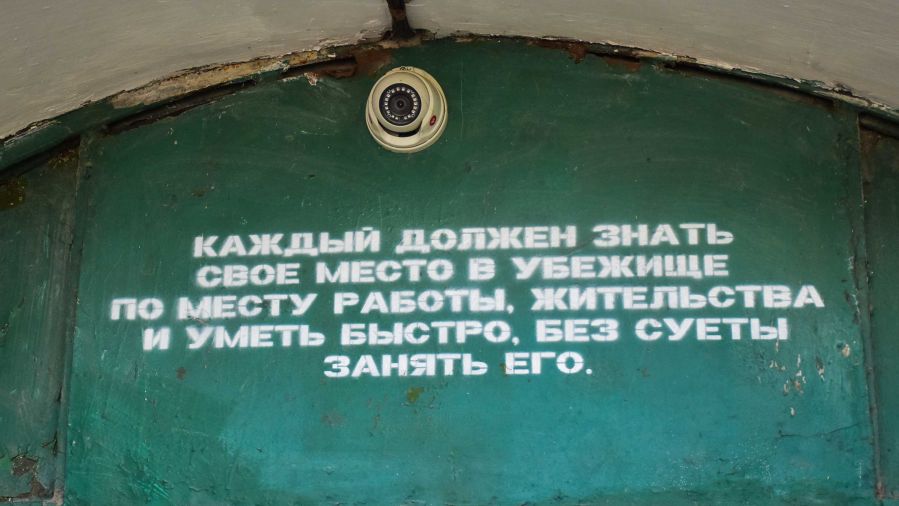 КАЖДЫЙ ДОЛЖЕН ЗНАТЬ
СВОЕ МЕСТО В УБЕЖИЩЕ
ПО МЕСТУ РАБОТЫ, ЖИТЕЛЬСТВА
И УМЕТЬ БЫСТРО, БЕЗ СУЕТЫ
ЗАНЯТЬ ЕГО.